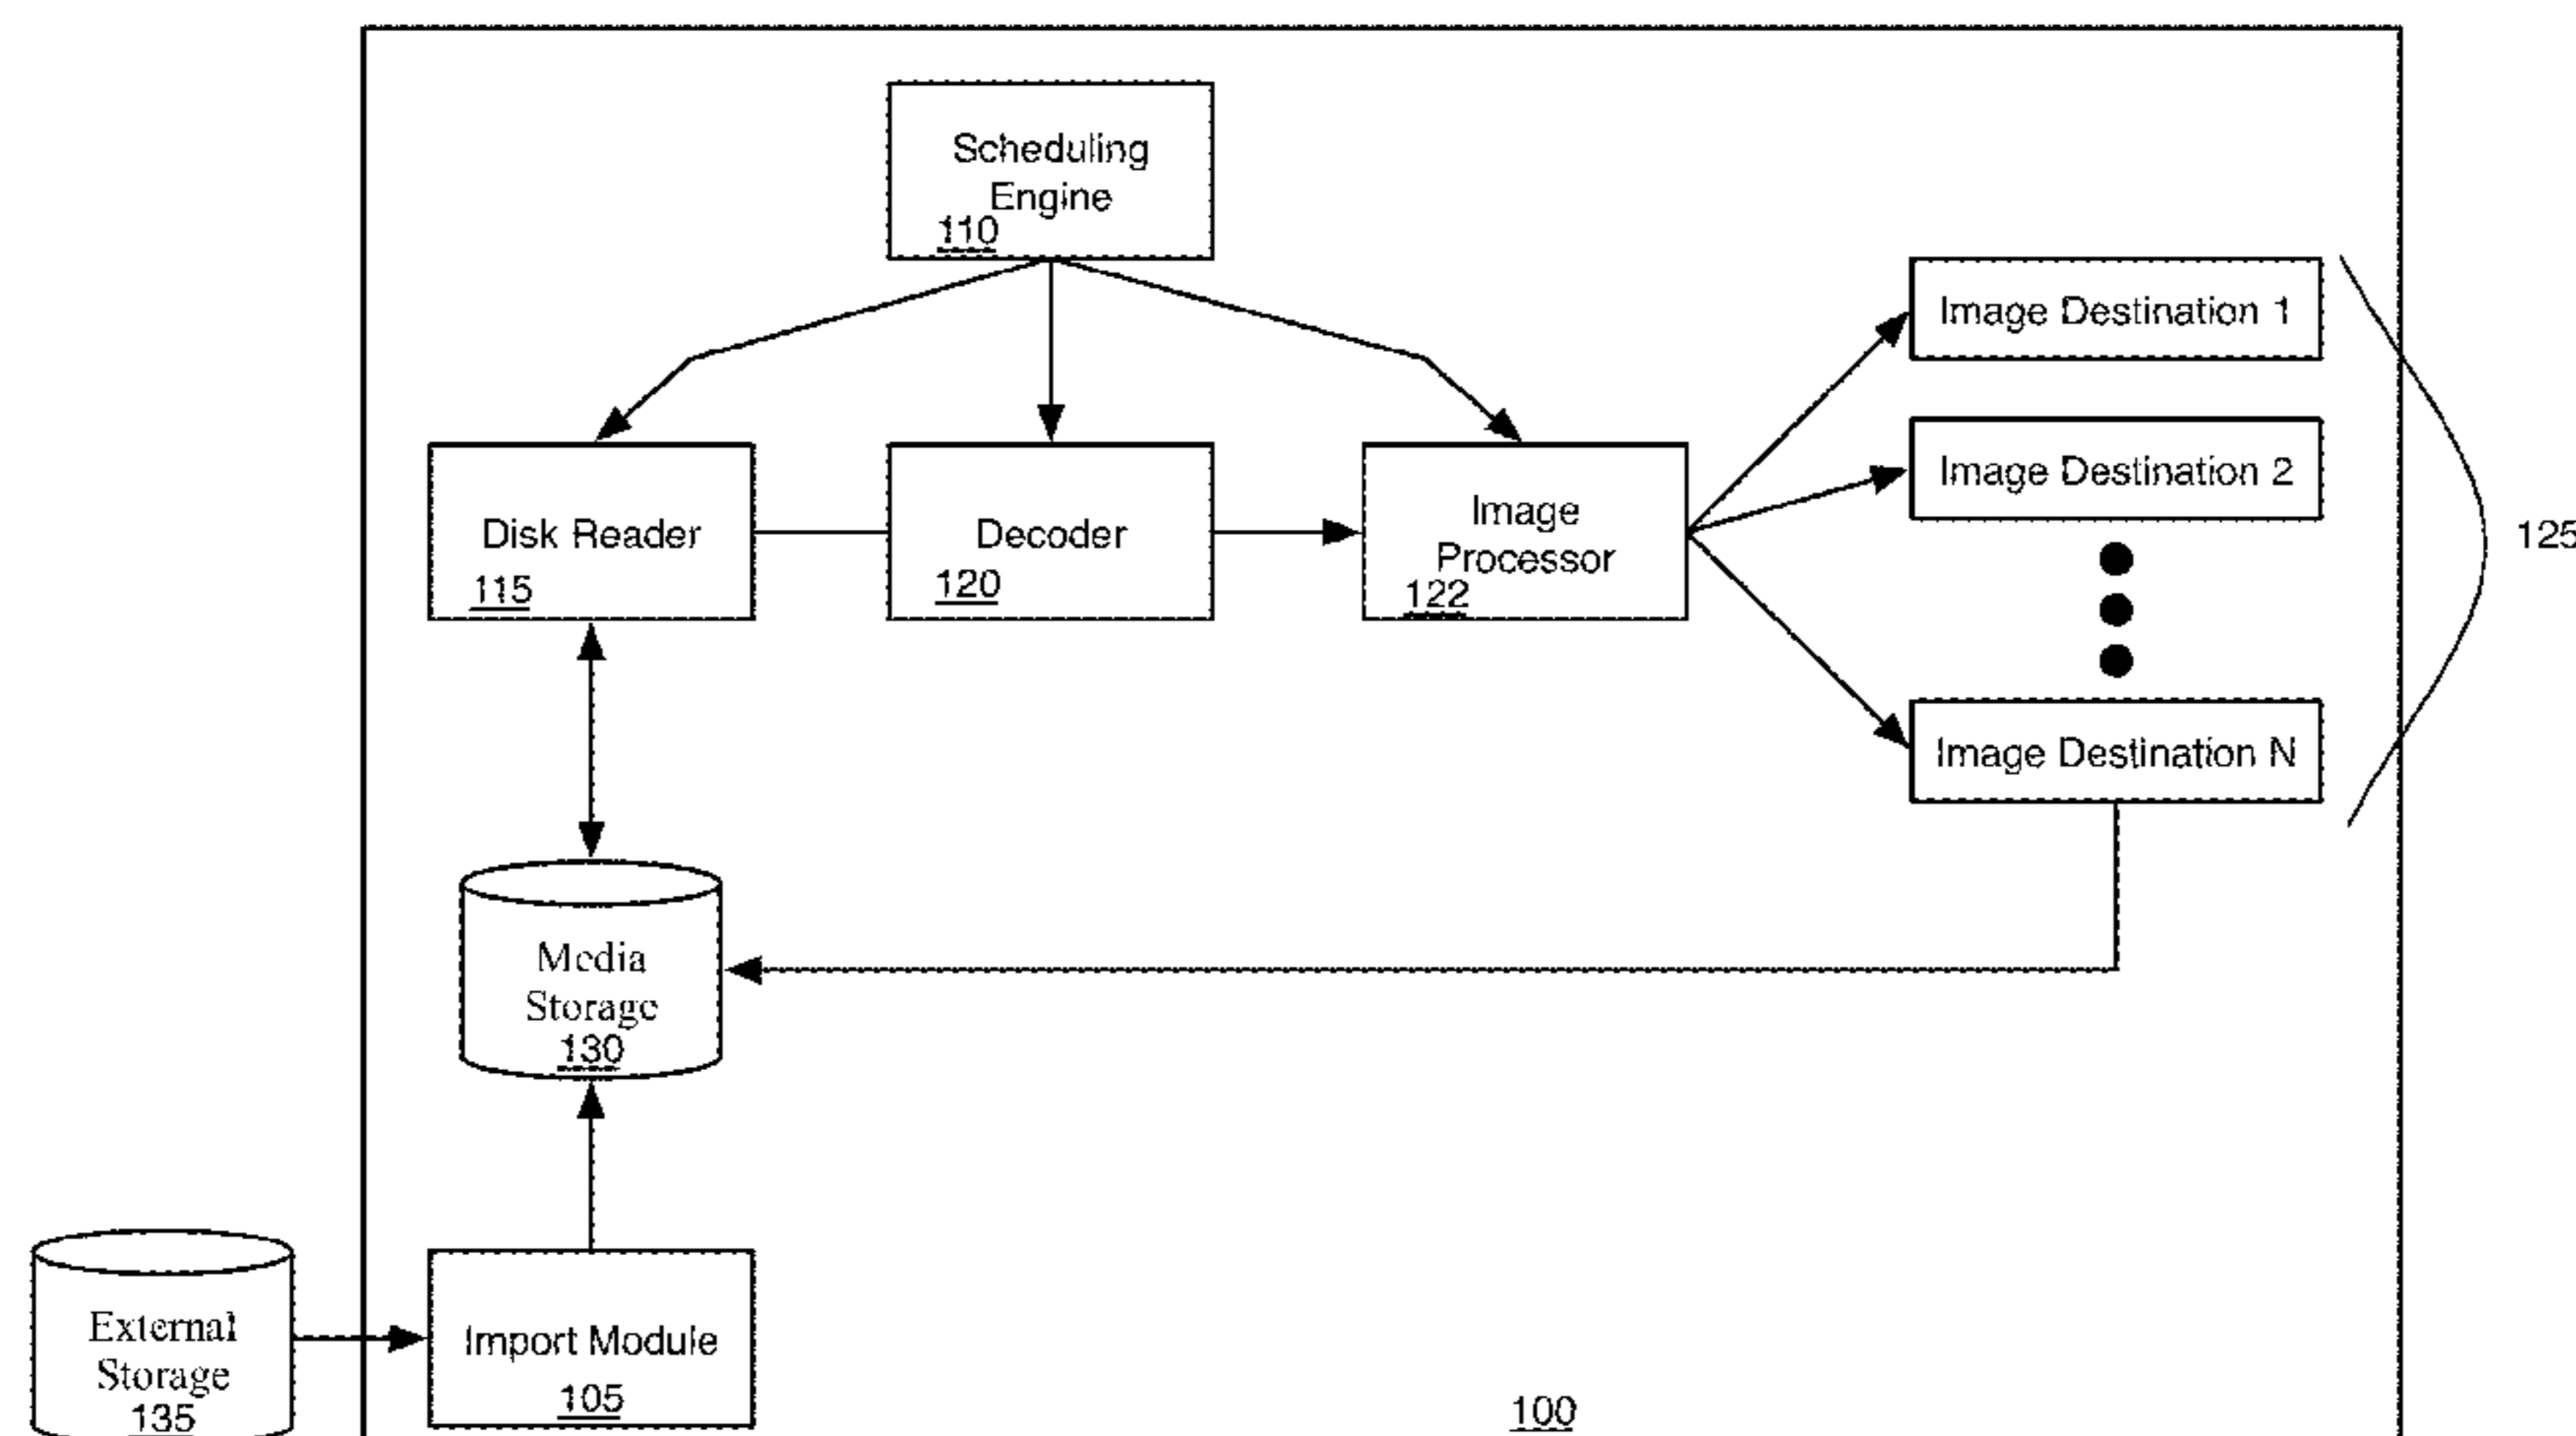 Scheduling
Engine
110
Image Destination 1
Image Destination 2
Disk Reader
115
Decoder
120
Image
Processor
122
125
Image Destination N
Media
Storage
130
External
Storage
135
Import Module
105
100